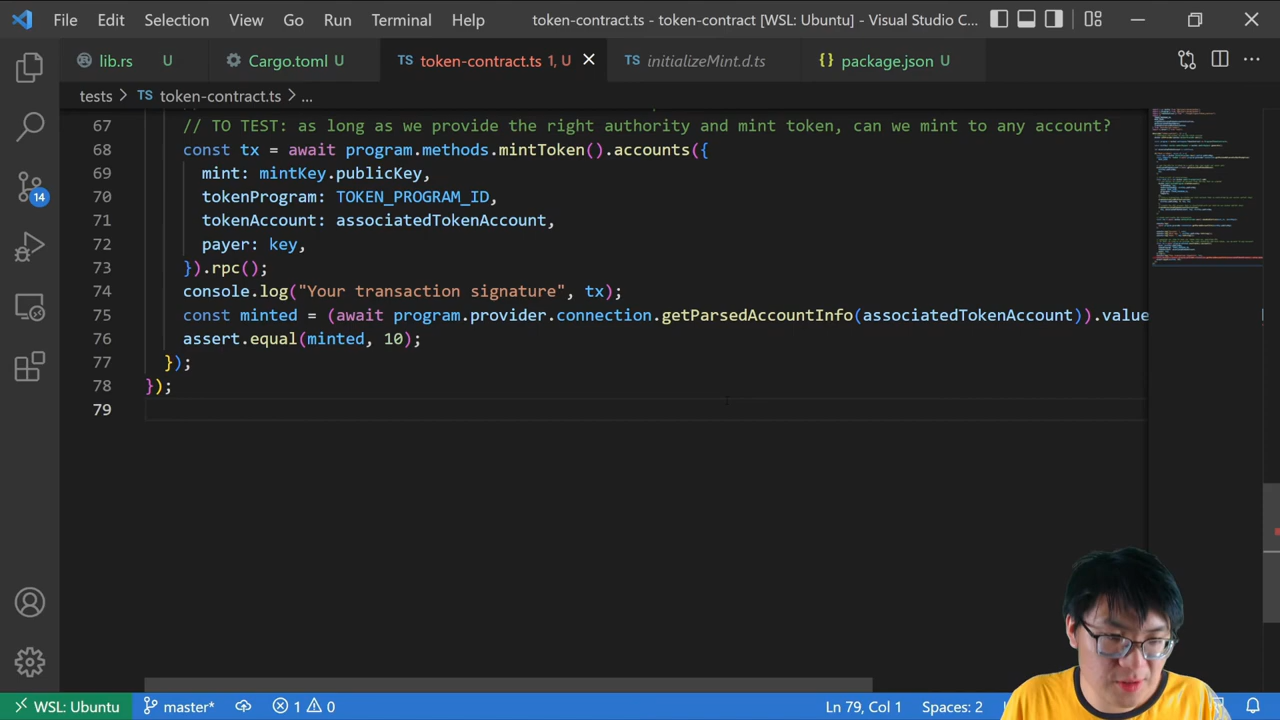 File Edit Selection View Go Run Terminal Help token-contract.ts - token-contract [WSL: Ubuntu] - Visual Studio C...
lib.rs U Cargo.toml U TS token-contract.ts 1, U TS initializeMint.d.ts {} package.json U
tests > TS token-contract.ts > ...
67 // TO TEST: as long as we provide the right authority and mint token, can we mint to any account?
68 const tx = await program.methods.mintToken().accounts({
69 mint: mintKey.publicKey,
70 tokenProgram: TOKEN_PROGRAM_ID,
71 tokenAccount: associatedTokenAccount,
72 payer: key,
73 }).rpc();
74 console.log("Your transaction signature", tx);
75 const minted = (await program.provider.connection.getParsedAccountInfo(associatedTokenAccount)).value
76 assert.equal(minted, 10);
77 });
78 });
79
14
WSL: Ubuntu master* 1 0 Ln 79, Col 1 Spaces: 2